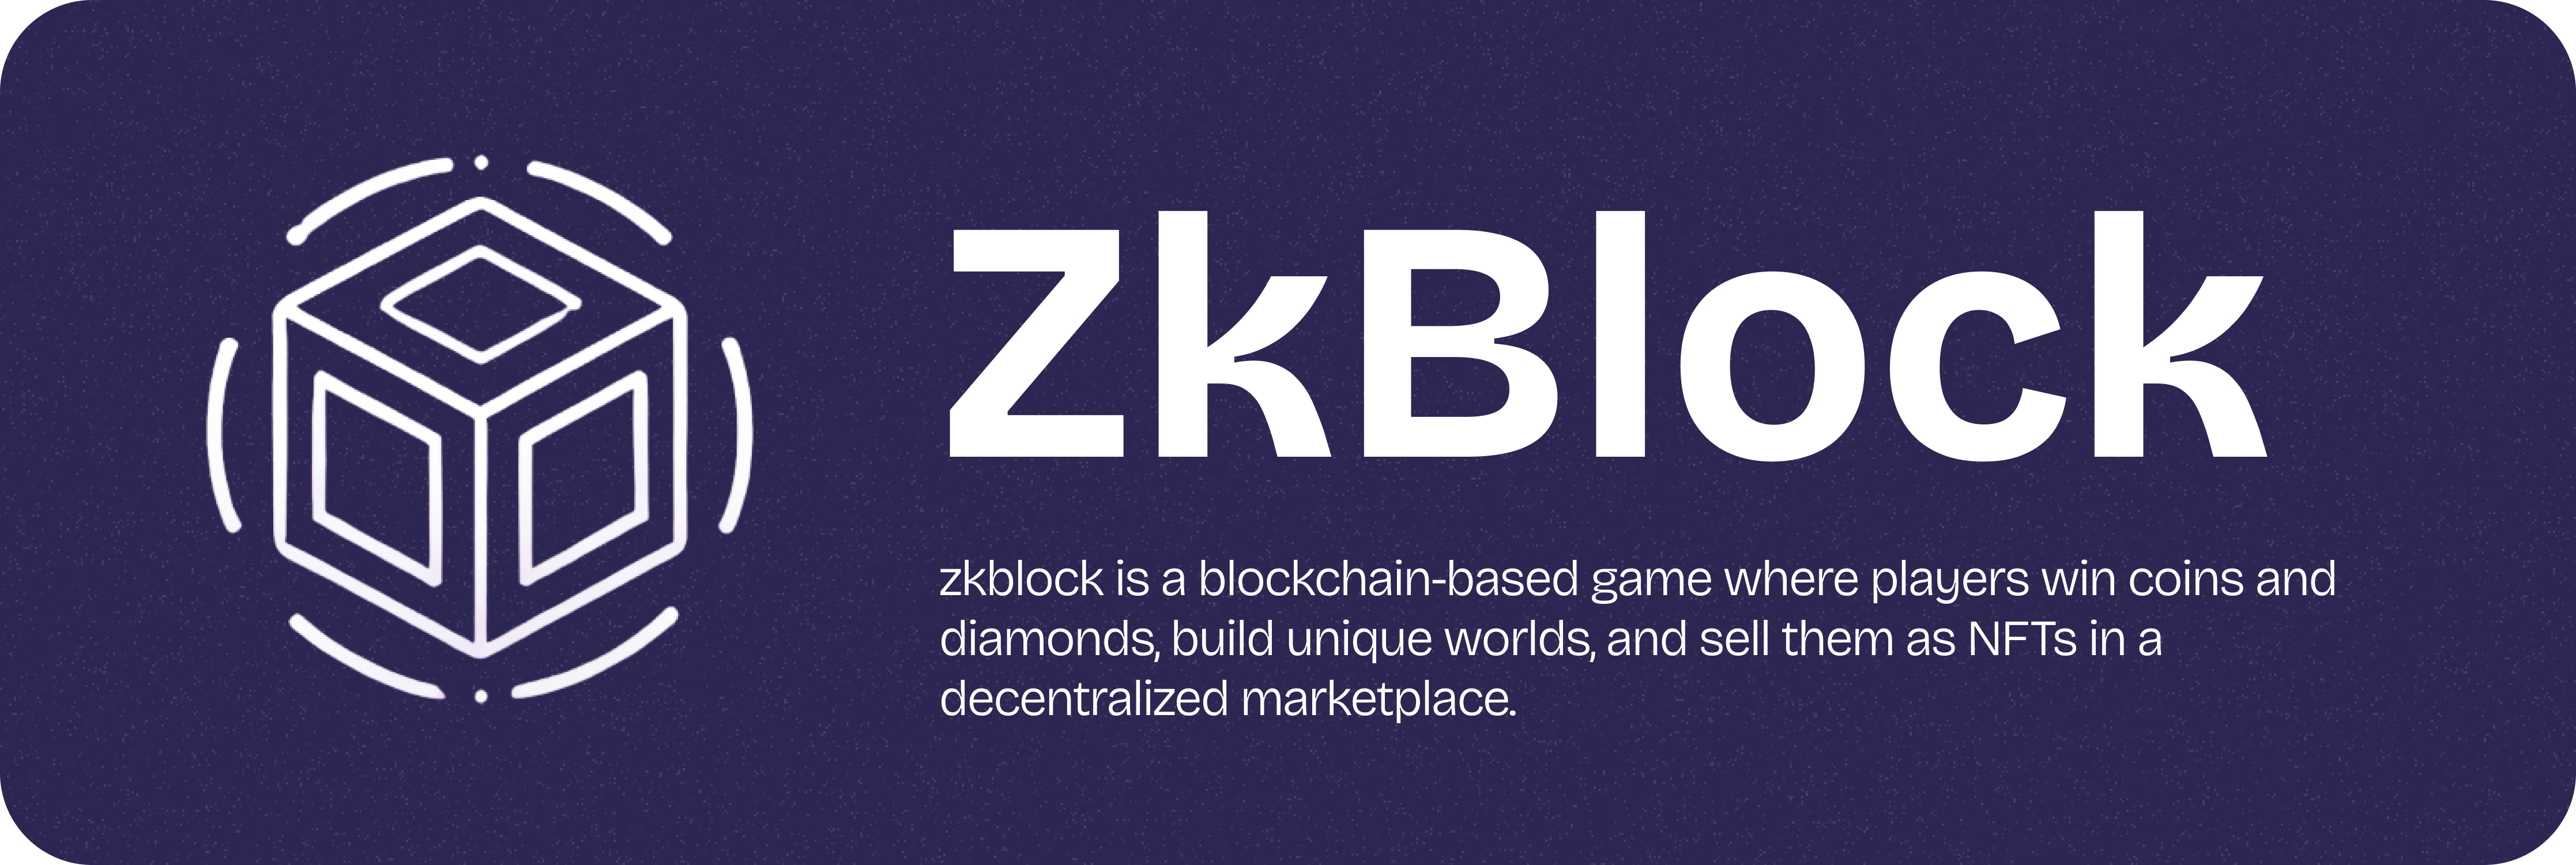 ZkBlock
zkblock is a blockchain-based game where players win coins and
diamonds, build unique worlds, and sell them as NFTs in a
decentralized marketplace.